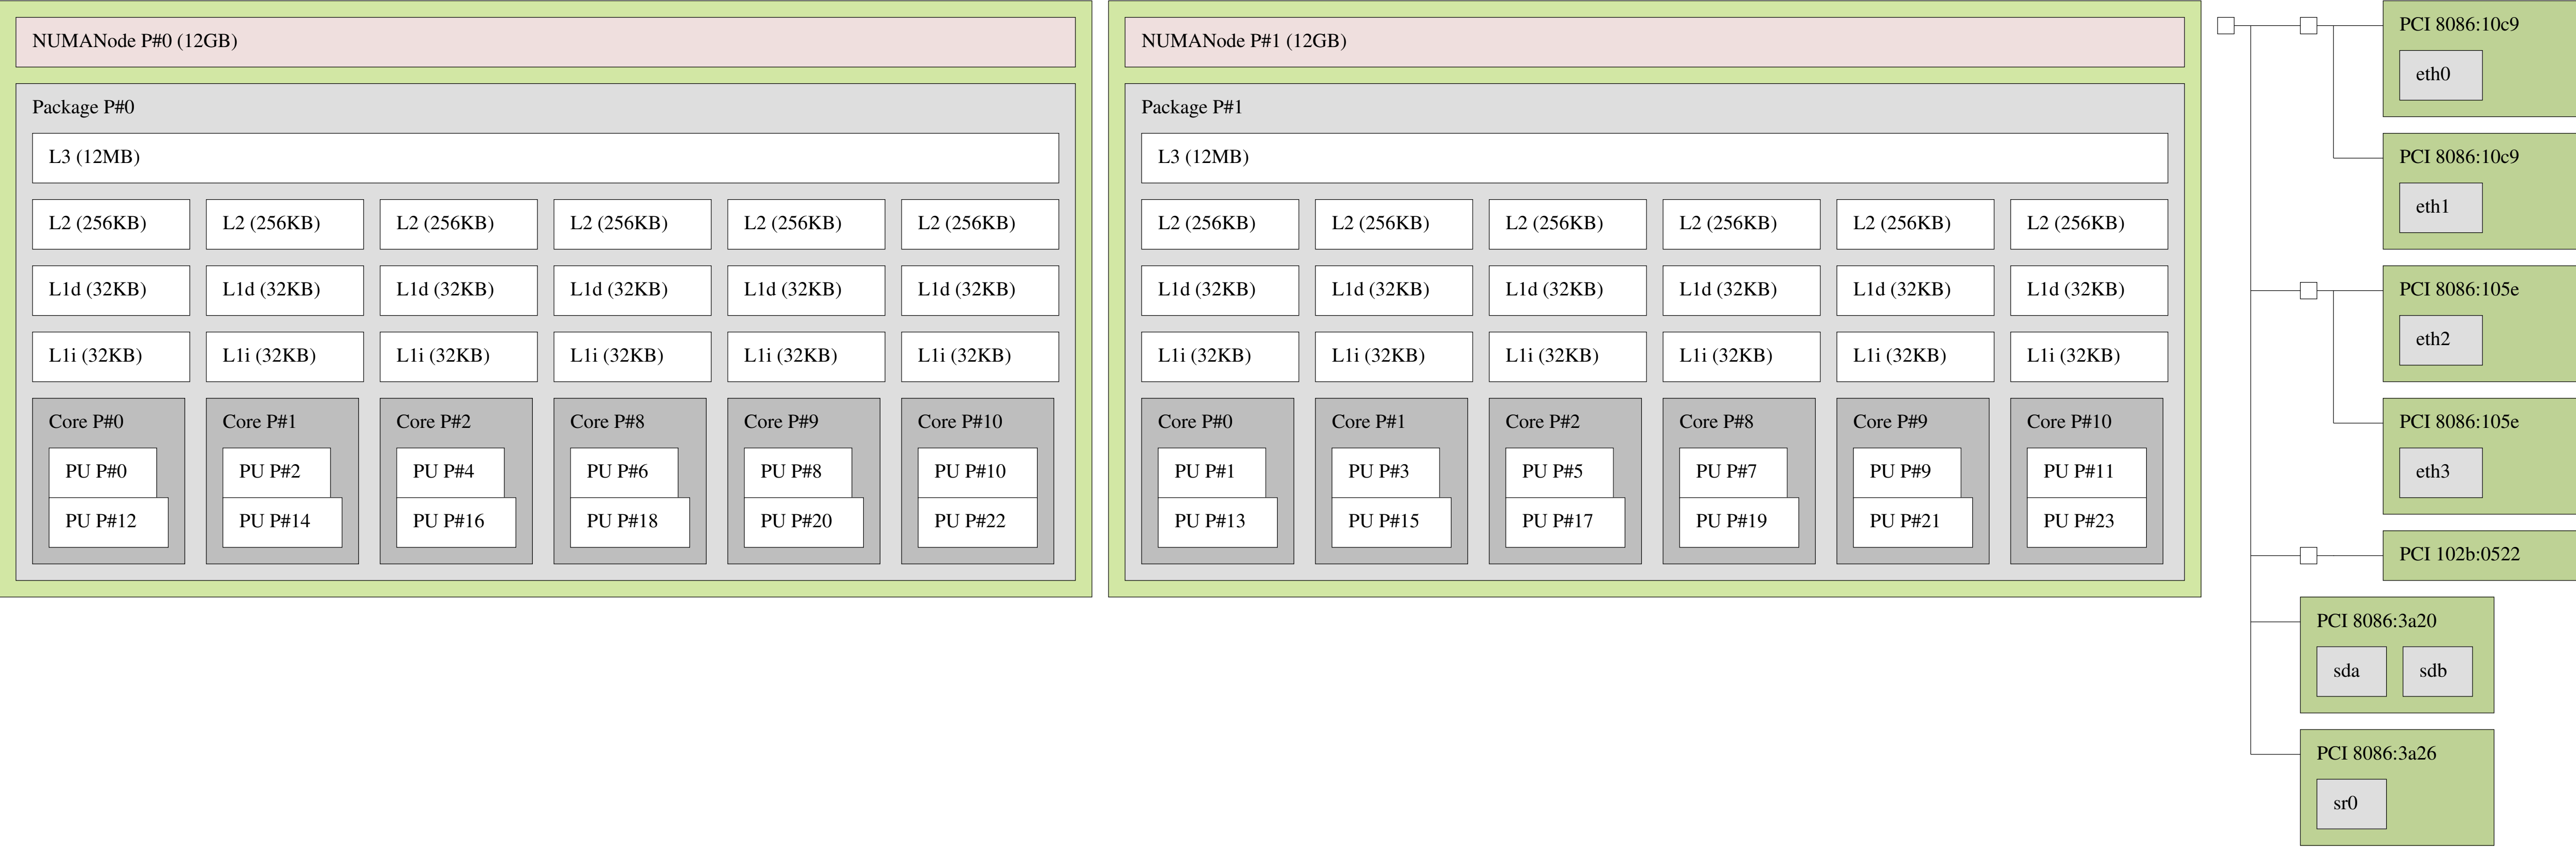 NUMANode P#0 (12GB)
Package P#0
L3 (12MB)
L2 (256KB) L2 (256KB) L2 (256KB) L2 (256KB) L2 (256KB) L2 (256KB)
L1d (32KB) L1d (32KB) L1d (32KB) L1d (32KB) L1d (32KB) L1d (32KB)
L1i (32KB) L1i (32KB) L1i (32KB) L1i (32KB) L1i (32KB) L1i (32KB)
Core P#0 Core P#1 Core P#2 Core P#8 Core P#9 Core P#10
PU P#0 PU P#2 PU P#4 PU P#6 PU P#8 PU P#10
PU P#12 PU P#14 PU P#16 PU P#18 PU P#20 PU P#22
NUMANode P#1 (12GB)
Package P#1
L3 (12MB)
L2 (256KB) L2 (256KB) L2 (256KB) L2 (256KB) L2 (256KB) L2 (256KB)
L1d (32KB) L1d (32KB) L1d (32KB) L1d (32KB) L1d (32KB) L1d (32KB)
L1i (32KB) L1i (32KB) L1i (32KB) L1i (32KB) L1i (32KB) L1i (32KB)
Core P#0 Core P#1 Core P#2 Core P#8 Core P#9 Core P#10
PU P#1 PU P#3 PU P#5 PU P#7 PU P#9 PU P#11
PU P#13 PU P#15 PU P#17 PU P#19 PU P#21 PU P#23
PCI 8086:10c9
eth0
PCI 8086:10c9
eth1
PCI 8086:105e
eth2
PCI 8086:105e
eth3
PCI 102b:0522
PCI 8086:3a20
sda sdb
PCI 8086:3a26
sr0